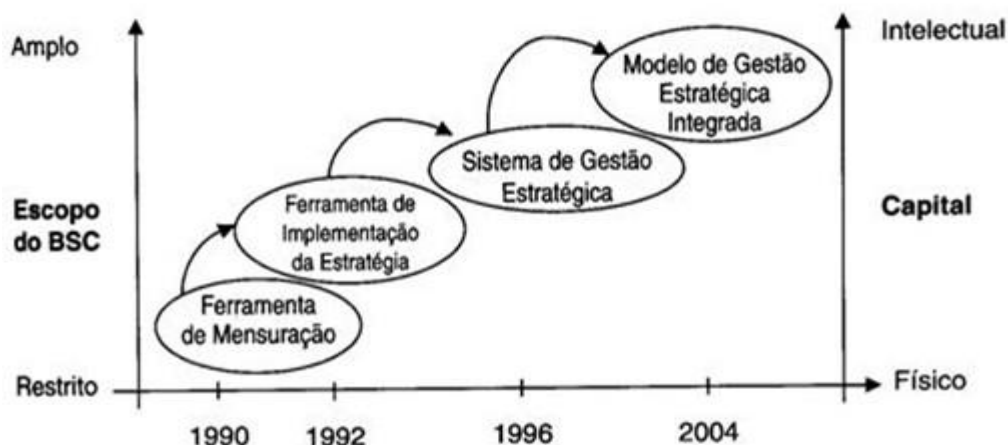 Amplo
Intelectual
Modelo de Gestão
Estratégica
Integrada
Sistema de Gestão
Estratégica
Escopo
do BSC
Capital
Ferramenta de
Implementação
da Estratégia
Ferramenta
de Mensuração
Restrito
Físico
1990
1992
1996
2004